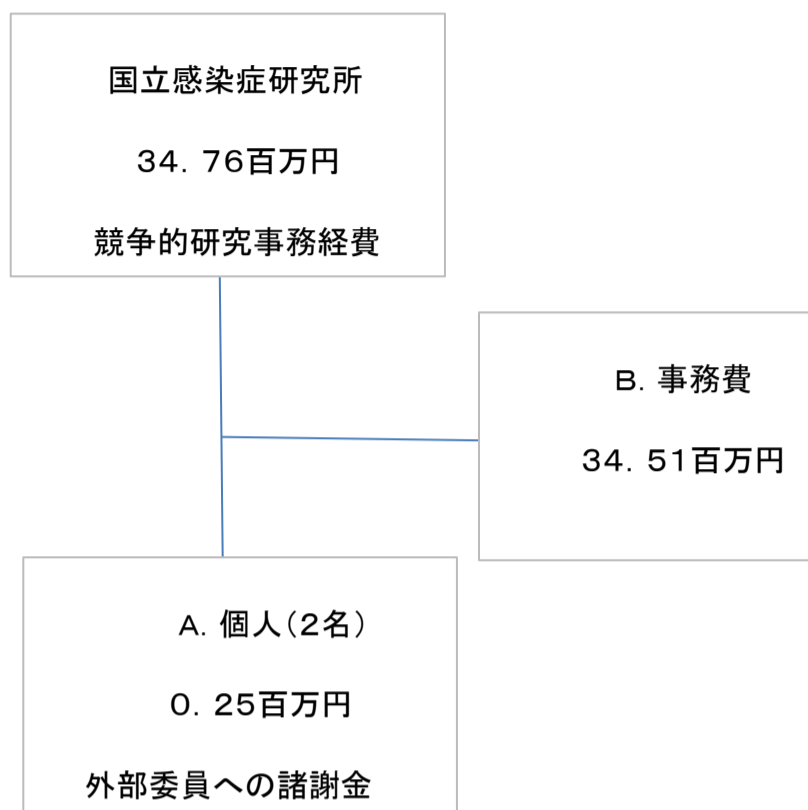 国立感染症研究所
34．76百万円
競争的研究事務経費
B．事務費
34．51百万円
A．個人（2名）
0．25百万円
外部委員への諸謝金